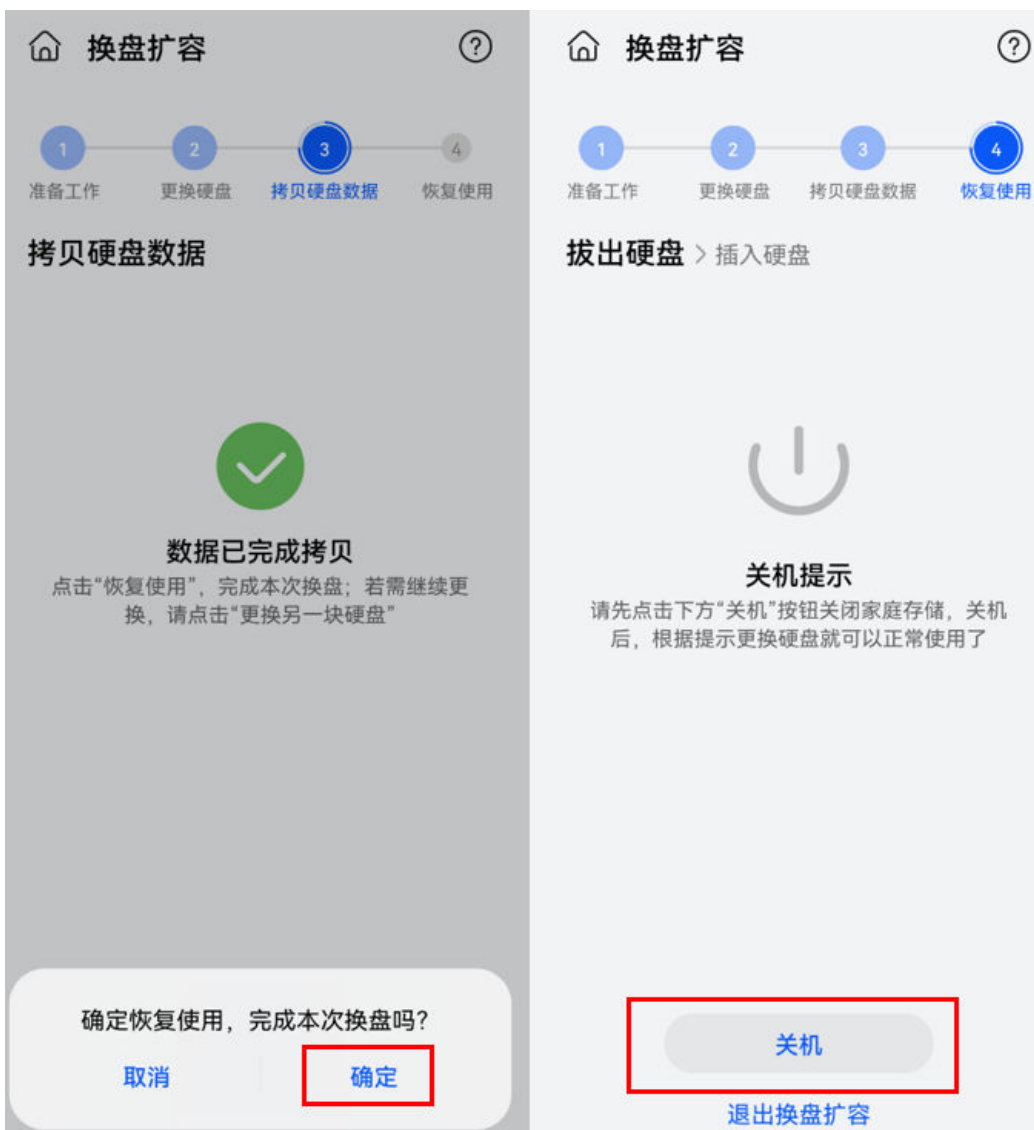 换盘扩容
?
1
2
3
4
准备工作
更换硬盘
拷贝硬盘数据
恢复使用
拷贝硬盘数据
数据已完成拷贝
点击“恢复使用”，完成本次换盘；若需继续更
换，请点击“更换另一块硬盘”
确定恢复使用，完成本次换盘吗？
取消
确定
换盘扩容
?
1
2
3
4
准备工作
更换硬盘
拷贝硬盘数据
恢复使用
拔出硬盘 > 插入硬盘
关机提示
请先点击下方“关机”按钮关闭家庭存储，关机
后，根据提示更换硬盘就可以正常使用了
关机
退出换盘扩容